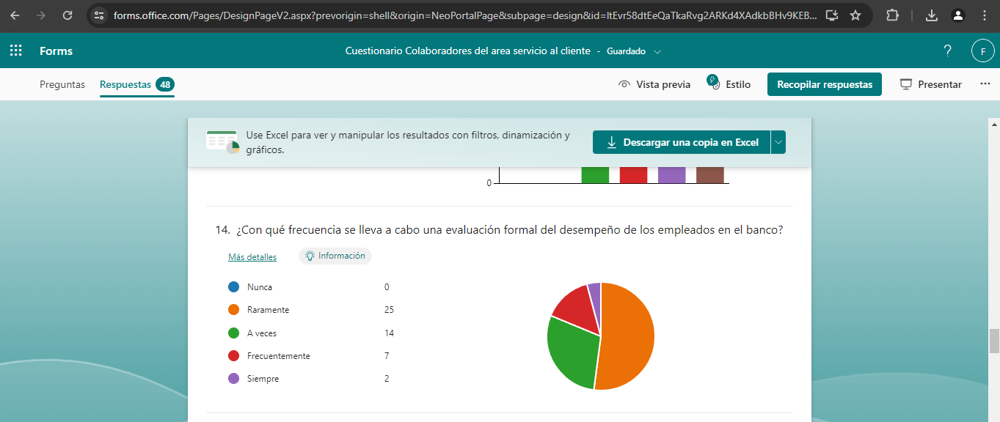 forms.office.com/Pages/DesignPageV2.aspx?prevorigin=shell&origin=NeoPortalPage&subpage=design&id=ltEvr58dtEeQaTkaRvg2ARKd4XAdkbBHv9KEB...
Forms
Cuestionario Colaboradores del area servicio al cliente - Guardado
?
F
Preguntas
Respuestas 48
Vista previa
Estilo
Recopilar respuestas
Presentar
...
Use Excel para ver y manipular los resultados con filtros, dinamización y
gráficos.
Descargar una copia en Excel
0
14. ¿Con qué frecuencia se lleva a cabo una evaluación formal del desempeño de los empleados en el banco?
Más detalles
Información
Nunca 0
Raramente 25
A veces 14
Frecuentemente 7
Siempre 2